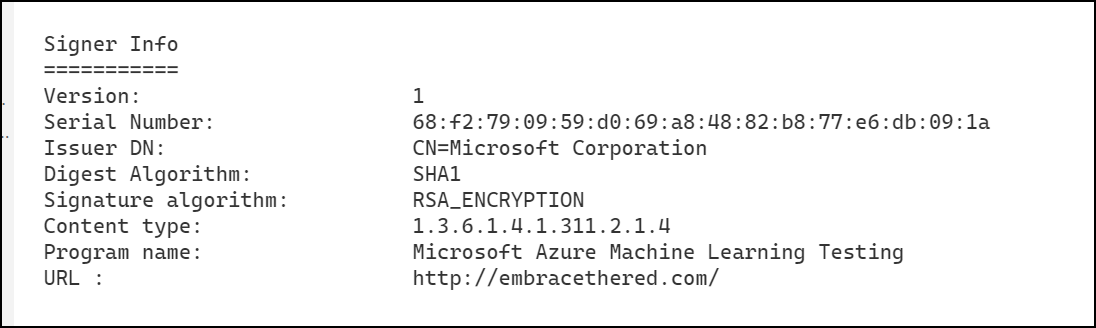 Signer Info
===========
Version: 1
Serial Number: 68:f2:79:09:59:d0:69:a8:48:82:b8:77:e6:db:09:1a
Issuer DN: CN=Microsoft Corporation
Digest Algorithm: SHA1
Signature algorithm: RSA_ENCRYPTION
Content type: 1.3.6.1.4.1.311.2.1.4
Program name: Microsoft Azure Machine Learning Testing
URL : http://embracethered.com/